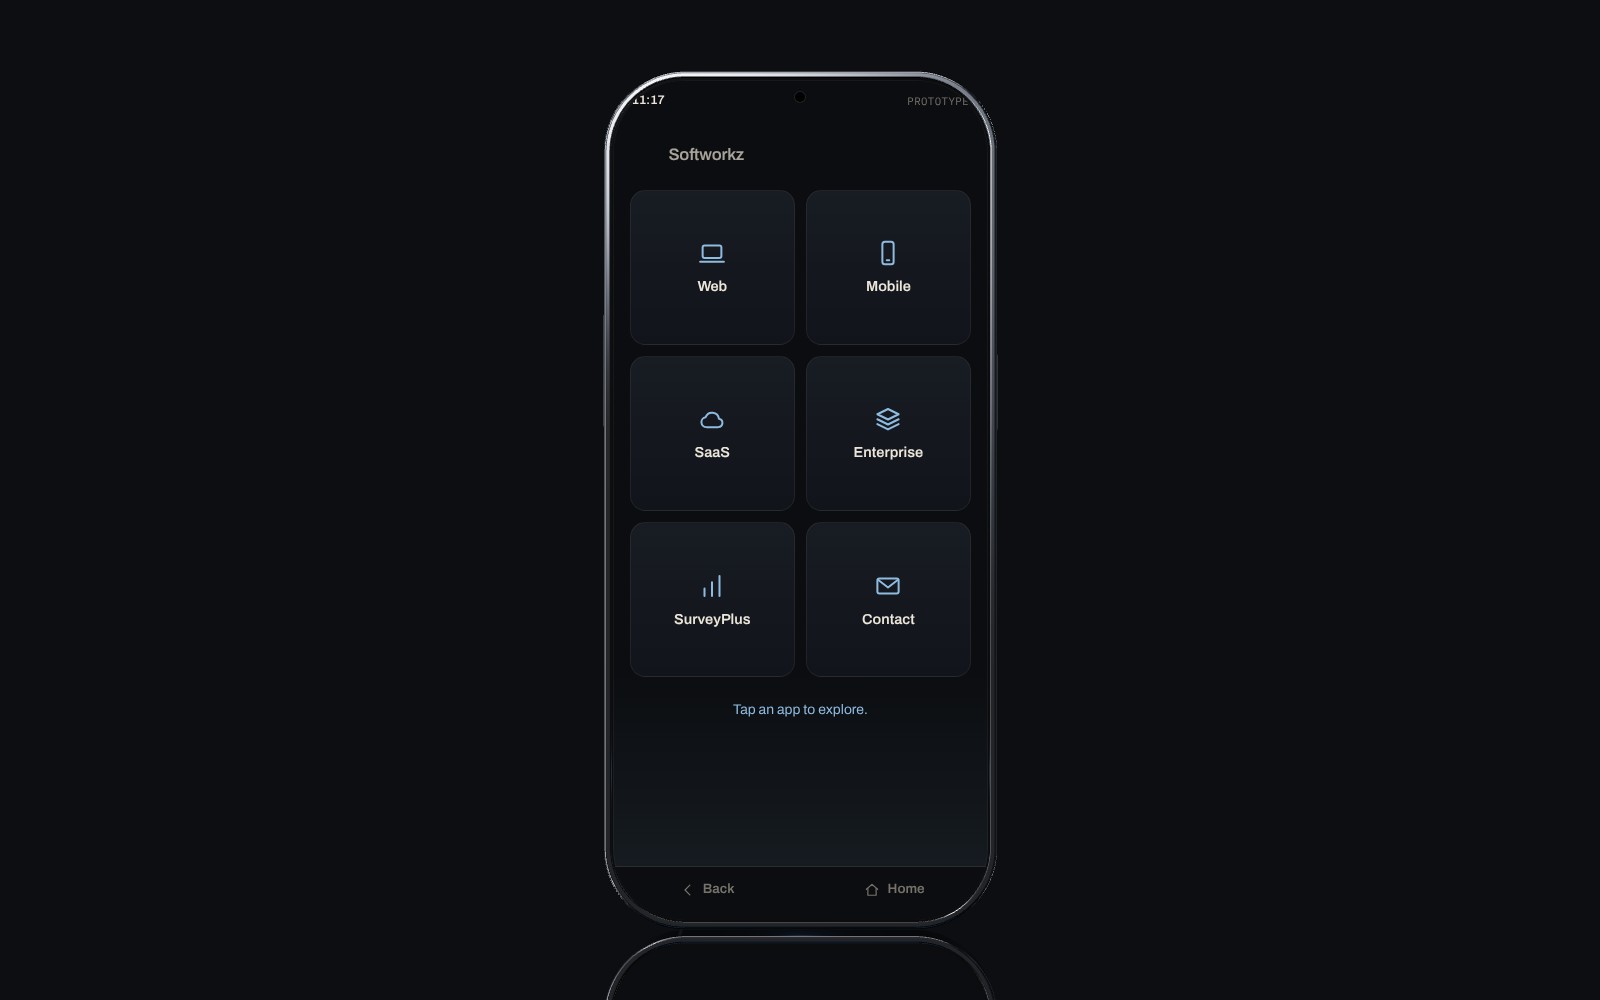 11:17
PROTOTYPE
Softworkz
Web
Mobile
SaaS
Enterprise
SurveyPlus
Contact
Tap an app to explore.
Back
Home